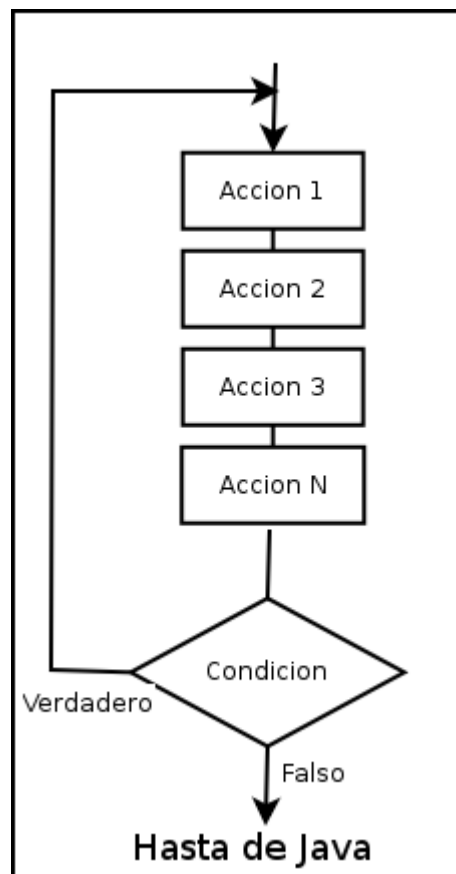 Accion 1
Accion 2
Accion 3
Accion N
Condicion
Verdadero
Falso
Hasta de Java